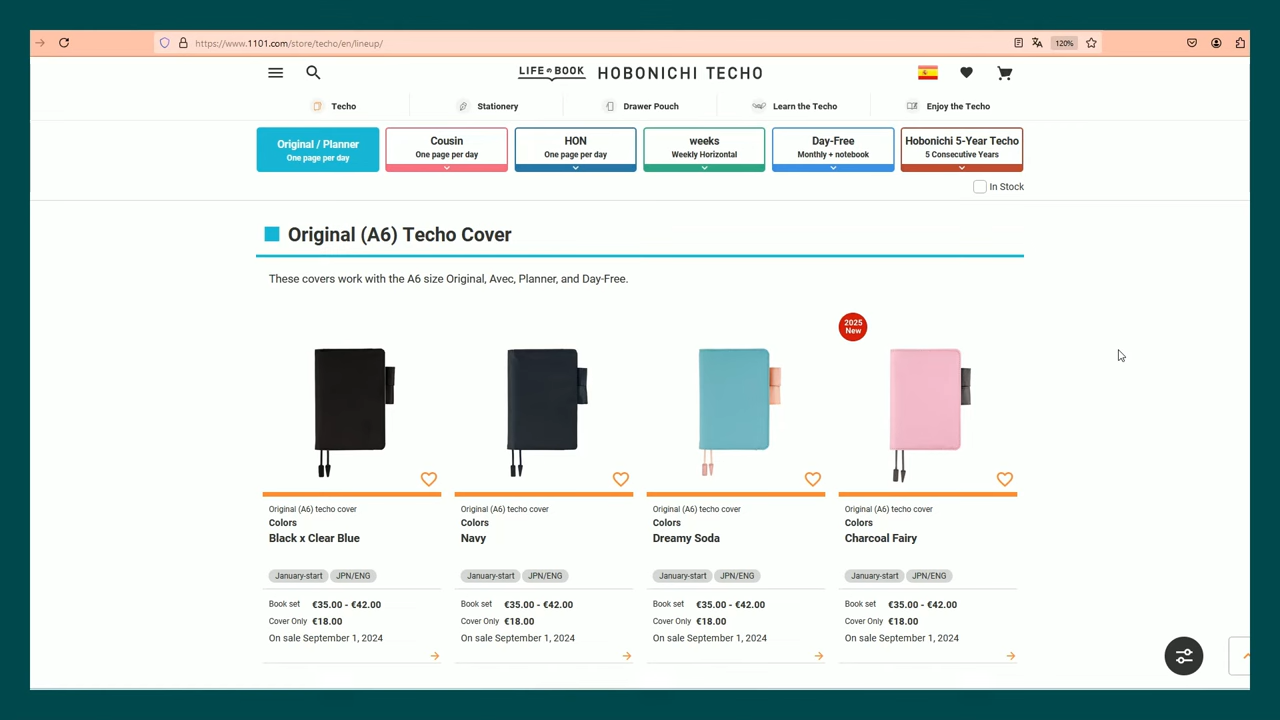 https://www.1101.com/store/techo/en/lineup/
120%
LIFE BOOK HOBONICHI TECHO
Techo
Stationery
Drawer Pouch
Learn the Techo
Enjoy the Techo
Original / Planner
One page per day
Cousin
One page per day
HON
One page per day
weeks
Weekly Horizontal
Day-Free
Monthly + notebook
Hobonichi 5-Year Techo
5 Consecutive Years
In Stock
Original (A6) Techo Cover
These covers work with the A6 size Original, Avec, Planner, and Day-Free.
2025
New
Original (A6) techo cover
Colors
Black x Clear Blue
January-start JPN/ENG
Book set €35.00 - €42.00
Cover Only €18.00
On sale September 1, 2024
Original (A6) techo cover
Colors
Navy
January-start JPN/ENG
Book set €35.00 - €42.00
Cover Only €18.00
On sale September 1, 2024
Original (A6) techo cover
Colors
Dreamy Soda
January-start JPN/ENG
Book set €35.00 - €42.00
Cover Only €18.00
On sale September 1, 2024
Original (A6) techo cover
Colors
Charcoal Fairy
January-start JPN/ENG
Book set €35.00 - €42.00
Cover Only €18.00
On sale September 1, 2024